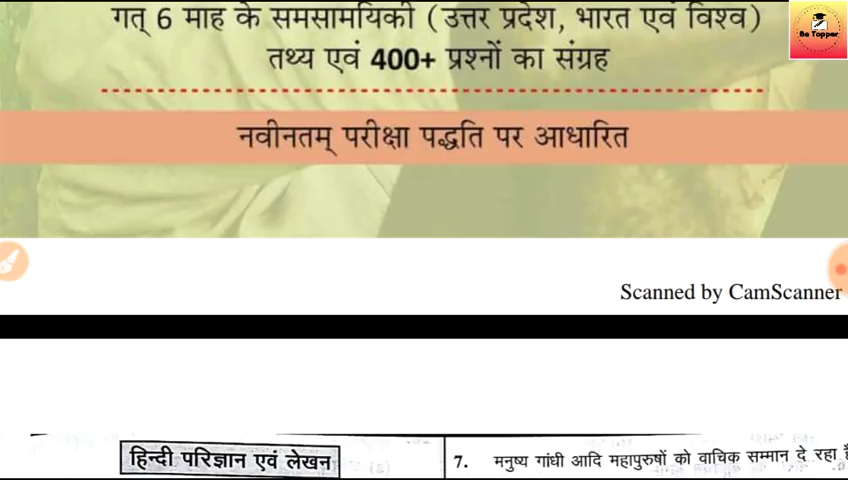 गत् 6 माह के समसामयिकी (उत्तर प्रदेश, भारत एवं विश्व)
तथ्य एवं 400+ प्रश्नों का संग्रह
नवीनतम् परीक्षा पद्धति पर आधारित
Be Topper
Scanned by CamScanner
हिन्दी परिज्ञान एवं लेखन
7. मनुष्य गांधी आदि महापुरुषों को वाचिक सम्मान दे रहा है